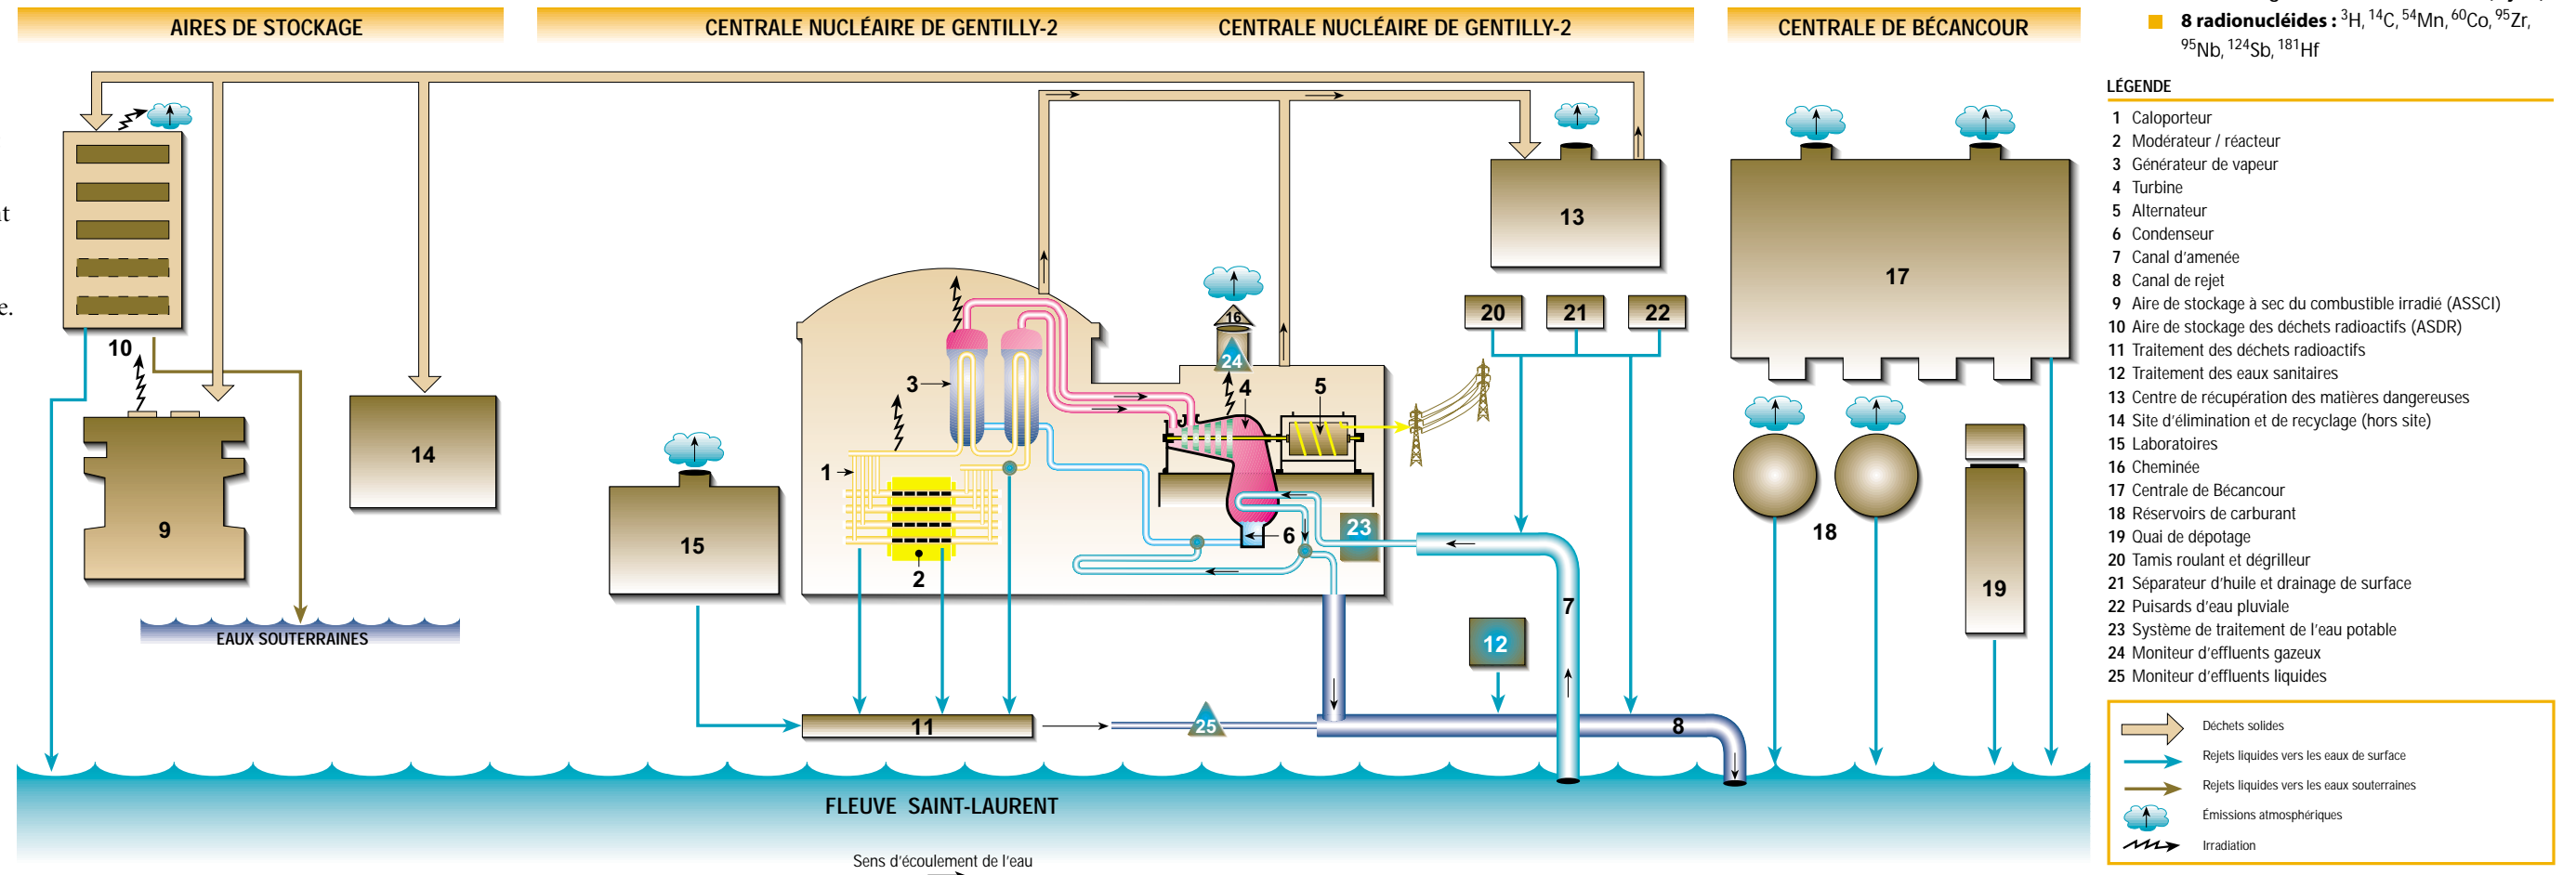 AIRES DE STOCKAGE
CENTRALE NUCLÉAIRE DE GENTILLY-2
CENTRALE NUCLÉAIRE DE GENTILLY-2
CENTRALE DE BÉCANCOUR
8 radionucléides : ³H, ¹⁴C, ⁵⁴Mn, ⁶⁰Co, ⁹⁵Zr,
⁹⁵Nb, ¹²⁴Sb, ¹⁸¹Hf
e.
10
9
14
EAUX SOUTERRAINES
15
1
2
3
4
5
6
16
24
13
20
21
22
23
12
7
11
25
8
17
18
19
FLEUVE SAINT-LAURENT
Sens d'écoulement de l'eau
LÉGENDE
1 Caloporteur
2 Modérateur / réacteur
3 Générateur de vapeur
4 Turbine
5 Alternateur
6 Condenseur
7 Canal d'amenée
8 Canal de rejet
9 Aire de stockage à sec du combustible irradié (ASSCI)
10 Aire de stockage des déchets radioactifs (ASDR)
11 Traitement des déchets radioactifs
12 Traitement des eaux sanitaires
13 Centre de récupération des matières dangereuses
14 Site d'élimination et de recyclage (hors site)
15 Laboratoires
16 Cheminée
17 Centrale de Bécancour
18 Réservoirs de carburant
19 Quai de dépotage
20 Tamis roulant et dégrilleur
21 Séparateur d'huile et drainage de surface
22 Puisards d'eau pluviale
23 Système de traitement de l'eau potable
24 Moniteur d'effluents gazeux
25 Moniteur d'effluents liquides
Déchets solides
Rejets liquides vers les eaux de surface
Rejets liquides vers les eaux souterraines
Émissions atmosphériques
Irradiation